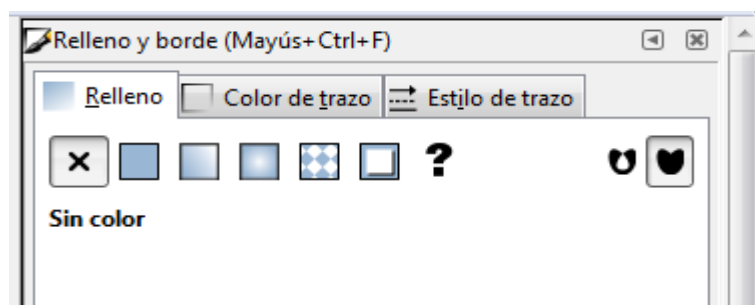 Relleno y borde (Mayús+Ctrl+F)
Relleno Color de trazo Estilo de trazo
?
Sin color